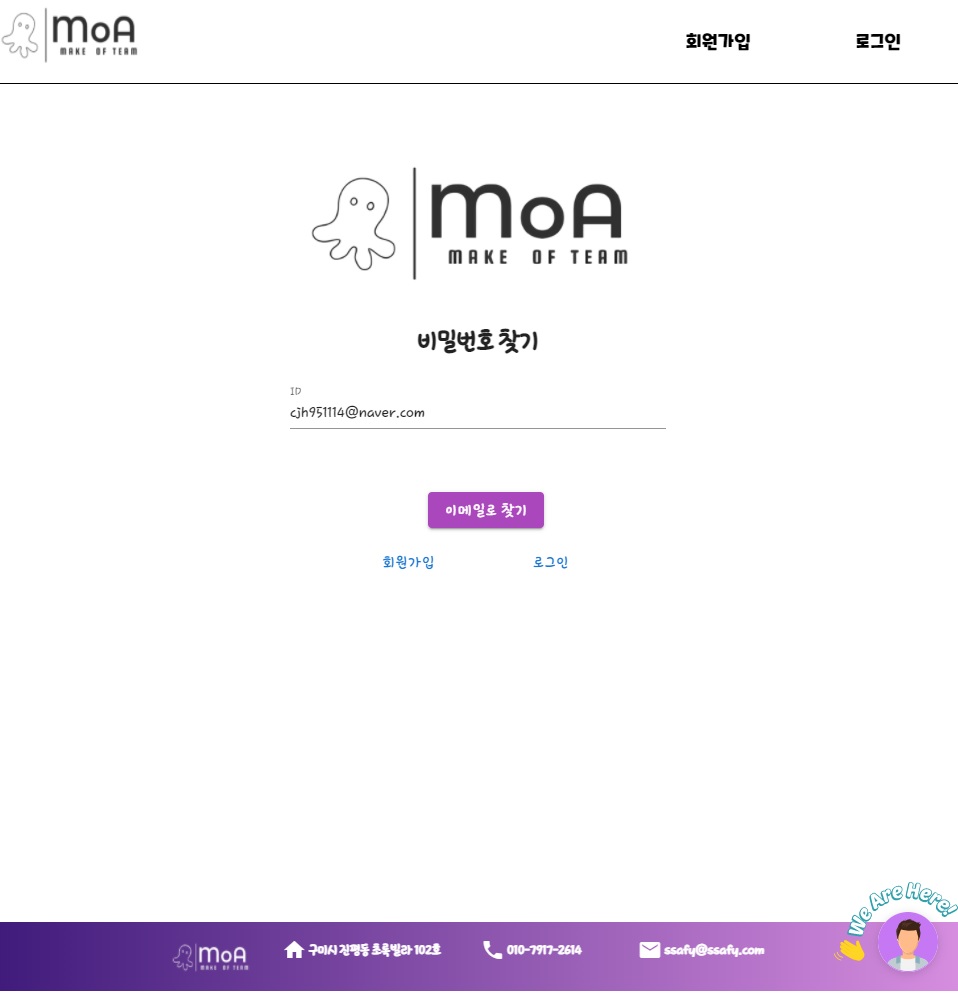 MoA
MAKE OF TEAM
회원가입
로그인
MoA
MAKE OF TEAM
비밀번호 찾기
ID
cjh951114@naver.com
이메일로 찾기
회원가입
로그인
We Are Here!
MoA
MAKE OF TEAM
구미시 진평동 초록빌라 102호
010-7917-2614
ssafy@ssafy.com